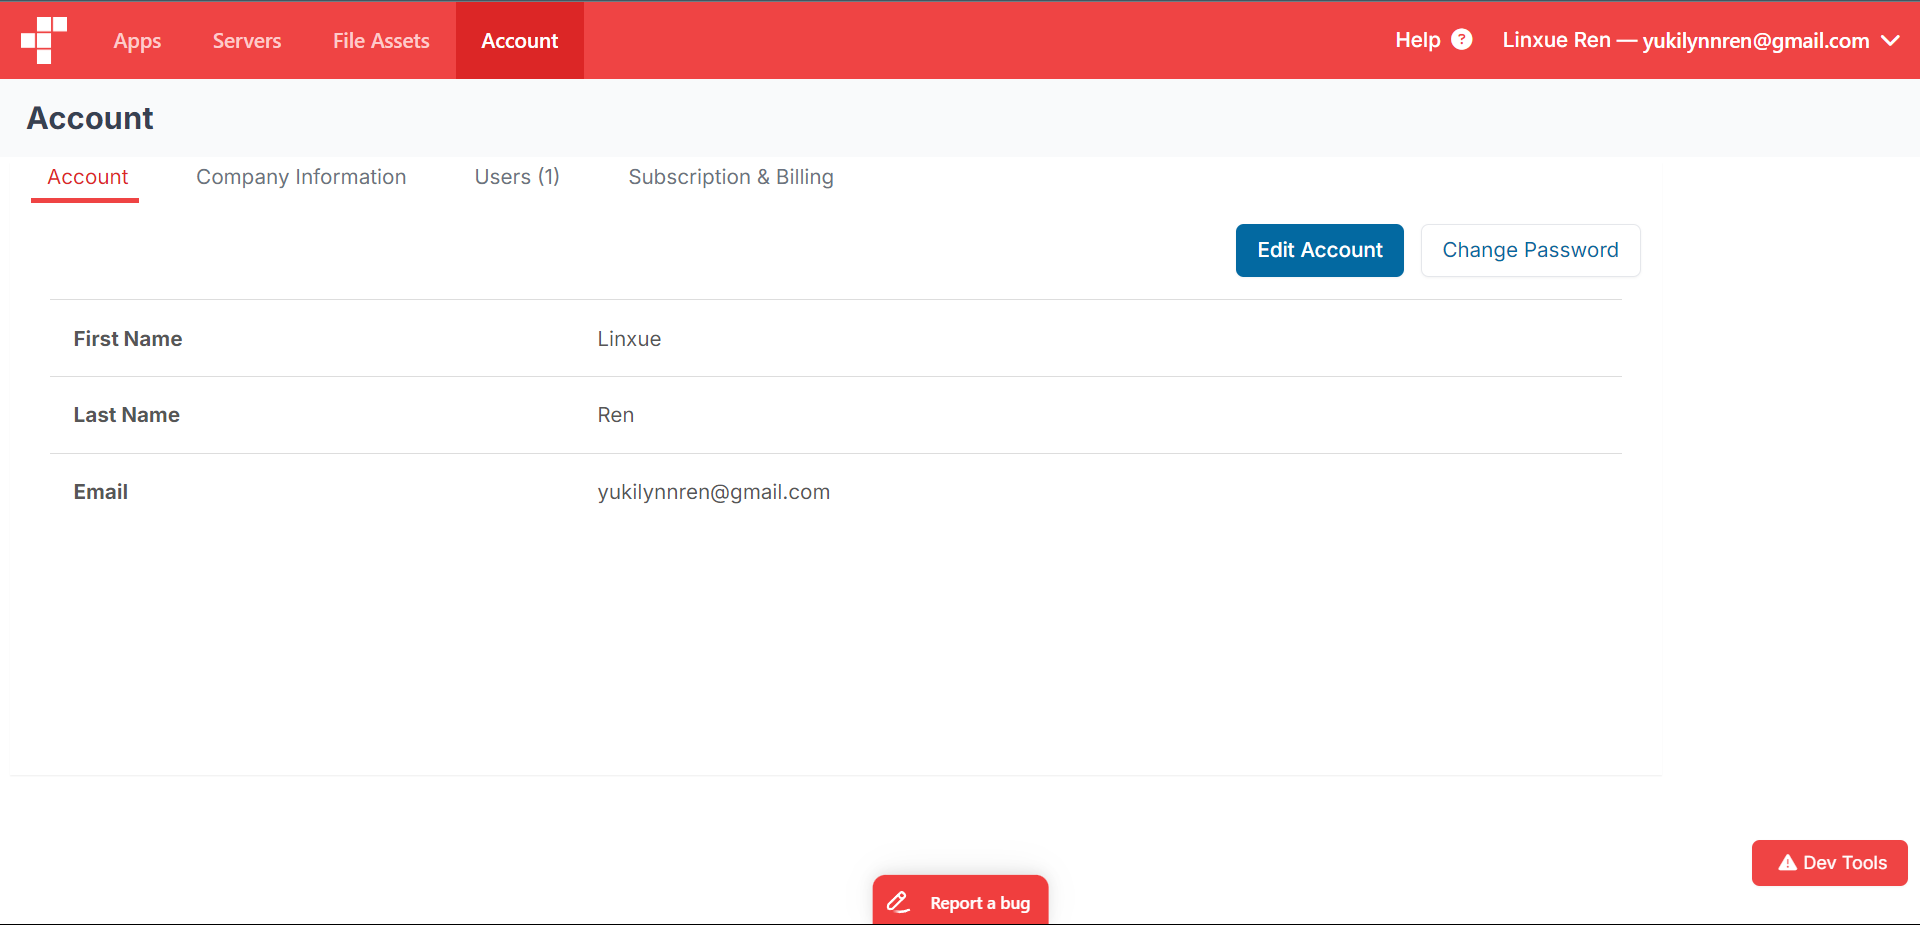 Apps Servers File Assets Account Help ? Linxue Ren — yukilynnren@gmail.com
Account
Account Company Information Users (1) Subscription & Billing
Edit Account Change Password
First Name Linxue
Last Name Ren
Email yukilynnren@gmail.com
Dev Tools
Report a bug